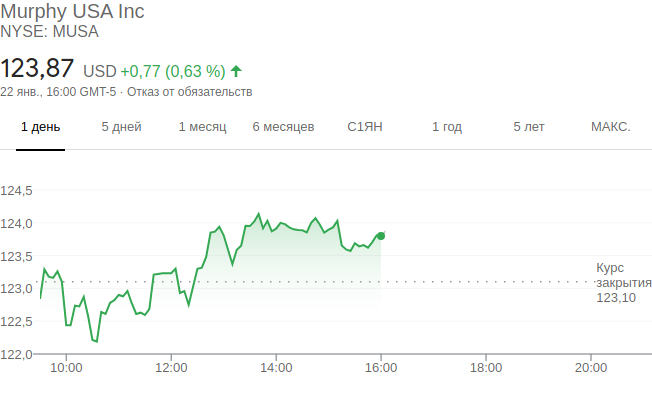 Murphy USA Inc
NYSE: MUSA
123,87 USD +0,77 (0,63 %)
22 янв., 16:00 GMT-5 · Отказ от обязательств
1 день 5 дней 1 месяц 6 месяцев С1ЯН 1 год 5 лет МАКС.
124,5
124,0
123,5
Курс
закрытия
123,10
123,0
122,5
122,0
10:00 12:00 14:00 16:00 18:00 20:00